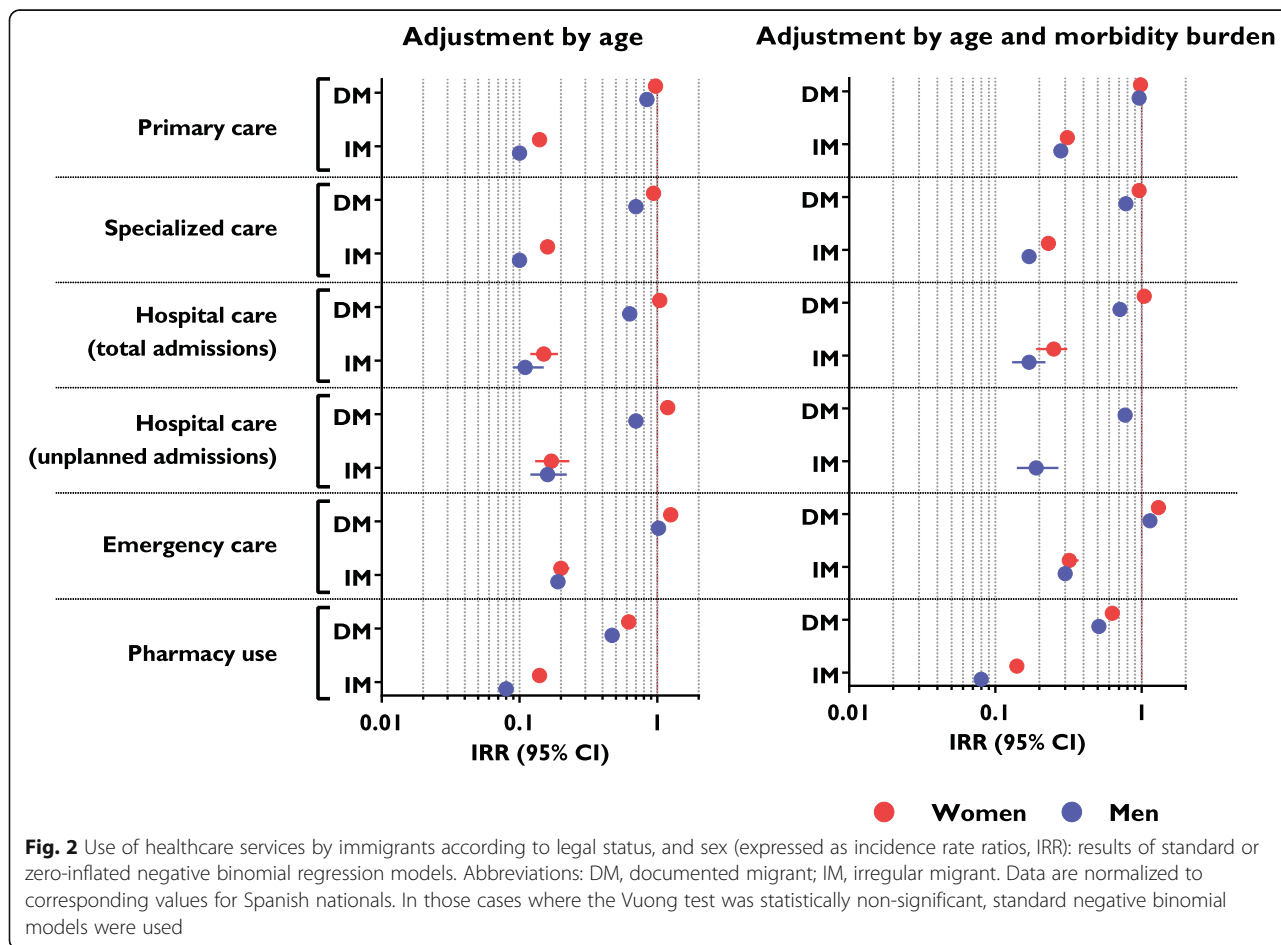 Adjustment by age
Adjustment by age and morbidity burden
Primary care
DM
IM
DM
IM
Specialized care
DM
IM
DM
IM
Hospital care
(total admissions)
DM
IM
DM
IM
Hospital care
(unplanned admissions)
DM
IM
DM
IM
Emergency care
DM
IM
DM
IM
Pharmacy use
DM
IM
DM
IM
0.01 0.1 1
IRR (95% CI)
0.01 0.1 1
IRR (95% CI)
Women Men
Fig. 2 Use of healthcare services by immigrants according to legal status, and sex (expressed as incidence rate ratios, IRR): results of standard or
zero-inflated negative binomial regression models. Abbreviations: DM, documented migrant; IM, irregular migrant. Data are normalized to
corresponding values for Spanish nationals. In those cases where the Vuong test was statistically non-significant, standard negative binomial
models were used